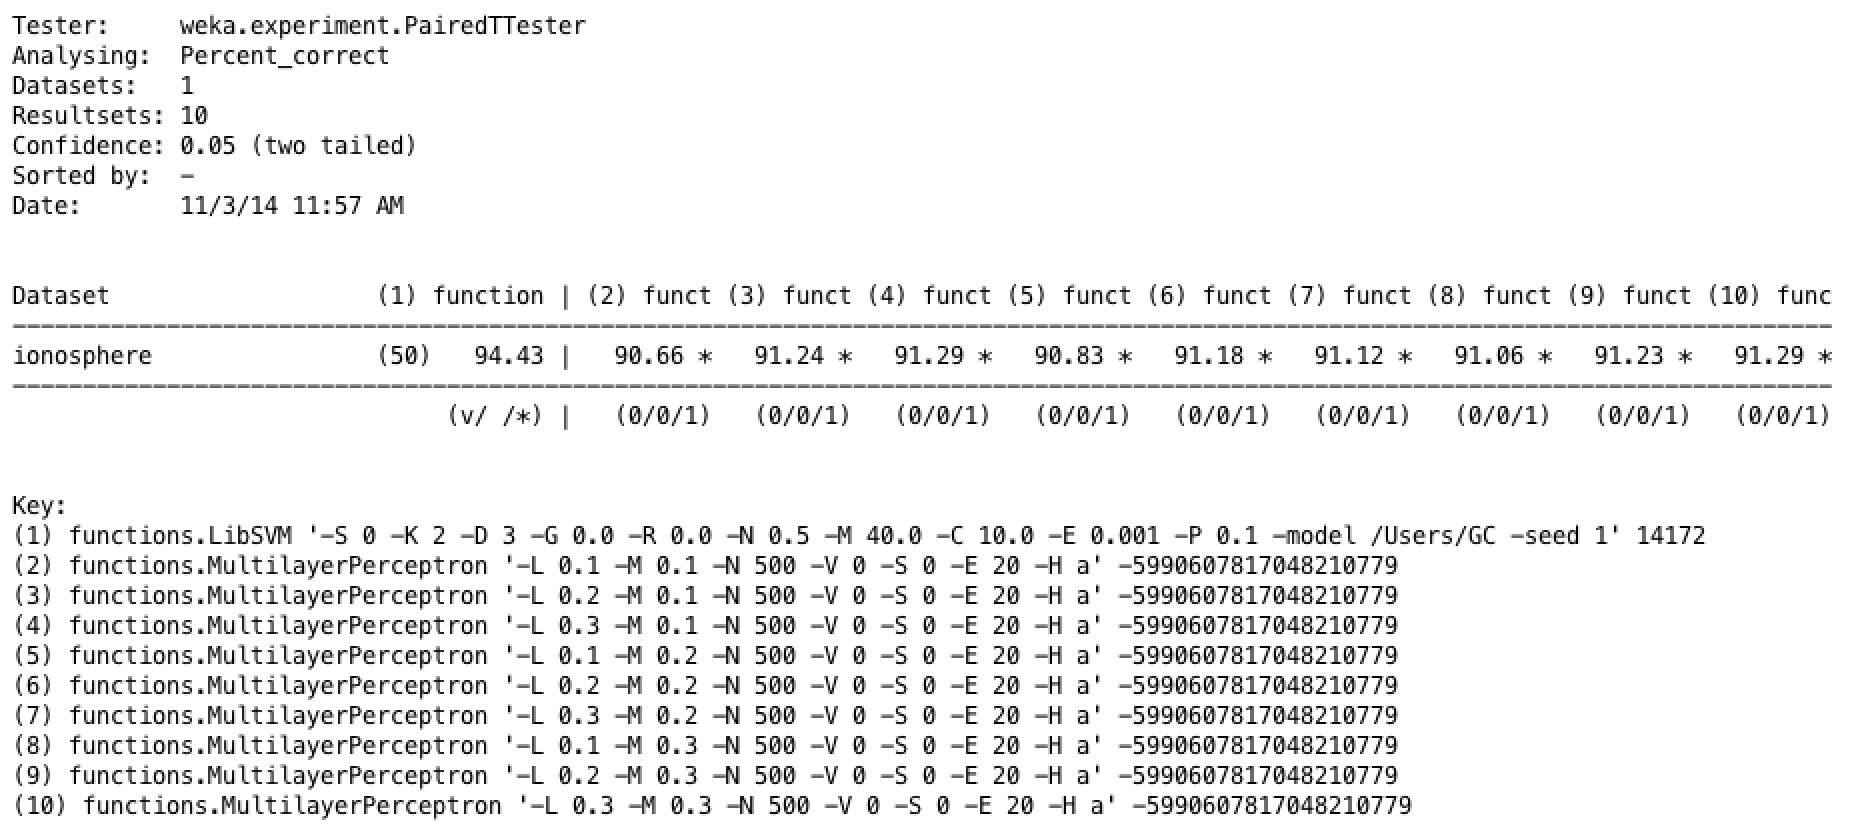 Tester:     weka.experiment.PairedTTester
Analysing:  Percent_correct
Datasets:   1
Resultsets: 10
Confidence: 0.05 (two tailed)
Sorted by:  –
Date:       11/3/14 11:57 AM
Dataset                   (1) function | (2) funct (3) funct (4) funct (5) funct (6) funct (7) funct (8) funct (9) funct (10) func
ionosphere                (50)   94.43 |   90.66 *   91.24 *   91.29 *   90.83 *   91.18 *   91.12 *   91.06 *   91.23 *   91.29 *
(v/ /*) |   (0/0/1)   (0/0/1)   (0/0/1)   (0/0/1)   (0/0/1)   (0/0/1)   (0/0/1)   (0/0/1)   (0/0/1)
Key:
(1) functions.LibSVM '–S 0 –K 2 –D 3 –G 0.0 –R 0.0 –N 0.5 –M 40.0 –C 10.0 –E 0.001 –P 0.1 –model /Users/GC –seed 1' 14172
(2) functions.MultilayerPerceptron '–L 0.1 –M 0.1 –N 500 –V 0 –S 0 –E 20 –H a' –5990607817048210779
(3) functions.MultilayerPerceptron '–L 0.2 –M 0.1 –N 500 –V 0 –S 0 –E 20 –H a' –5990607817048210779
(4) functions.MultilayerPerceptron '–L 0.3 –M 0.1 –N 500 –V 0 –S 0 –E 20 –H a' –5990607817048210779
(5) functions.MultilayerPerceptron '–L 0.1 –M 0.2 –N 500 –V 0 –S 0 –E 20 –H a' –5990607817048210779
(6) functions.MultilayerPerceptron '–L 0.2 –M 0.2 –N 500 –V 0 –S 0 –E 20 –H a' –5990607817048210779
(7) functions.MultilayerPerceptron '–L 0.3 –M 0.2 –N 500 –V 0 –S 0 –E 20 –H a' –5990607817048210779
(8) functions.MultilayerPerceptron '–L 0.1 –M 0.3 –N 500 –V 0 –S 0 –E 20 –H a' –5990607817048210779
(9) functions.MultilayerPerceptron '–L 0.2 –M 0.3 –N 500 –V 0 –S 0 –E 20 –H a' –5990607817048210779
(10) functions.MultilayerPerceptron '–L 0.3 –M 0.3 –N 500 –V 0 –S 0 –E 20 –H a' –5990607817048210779